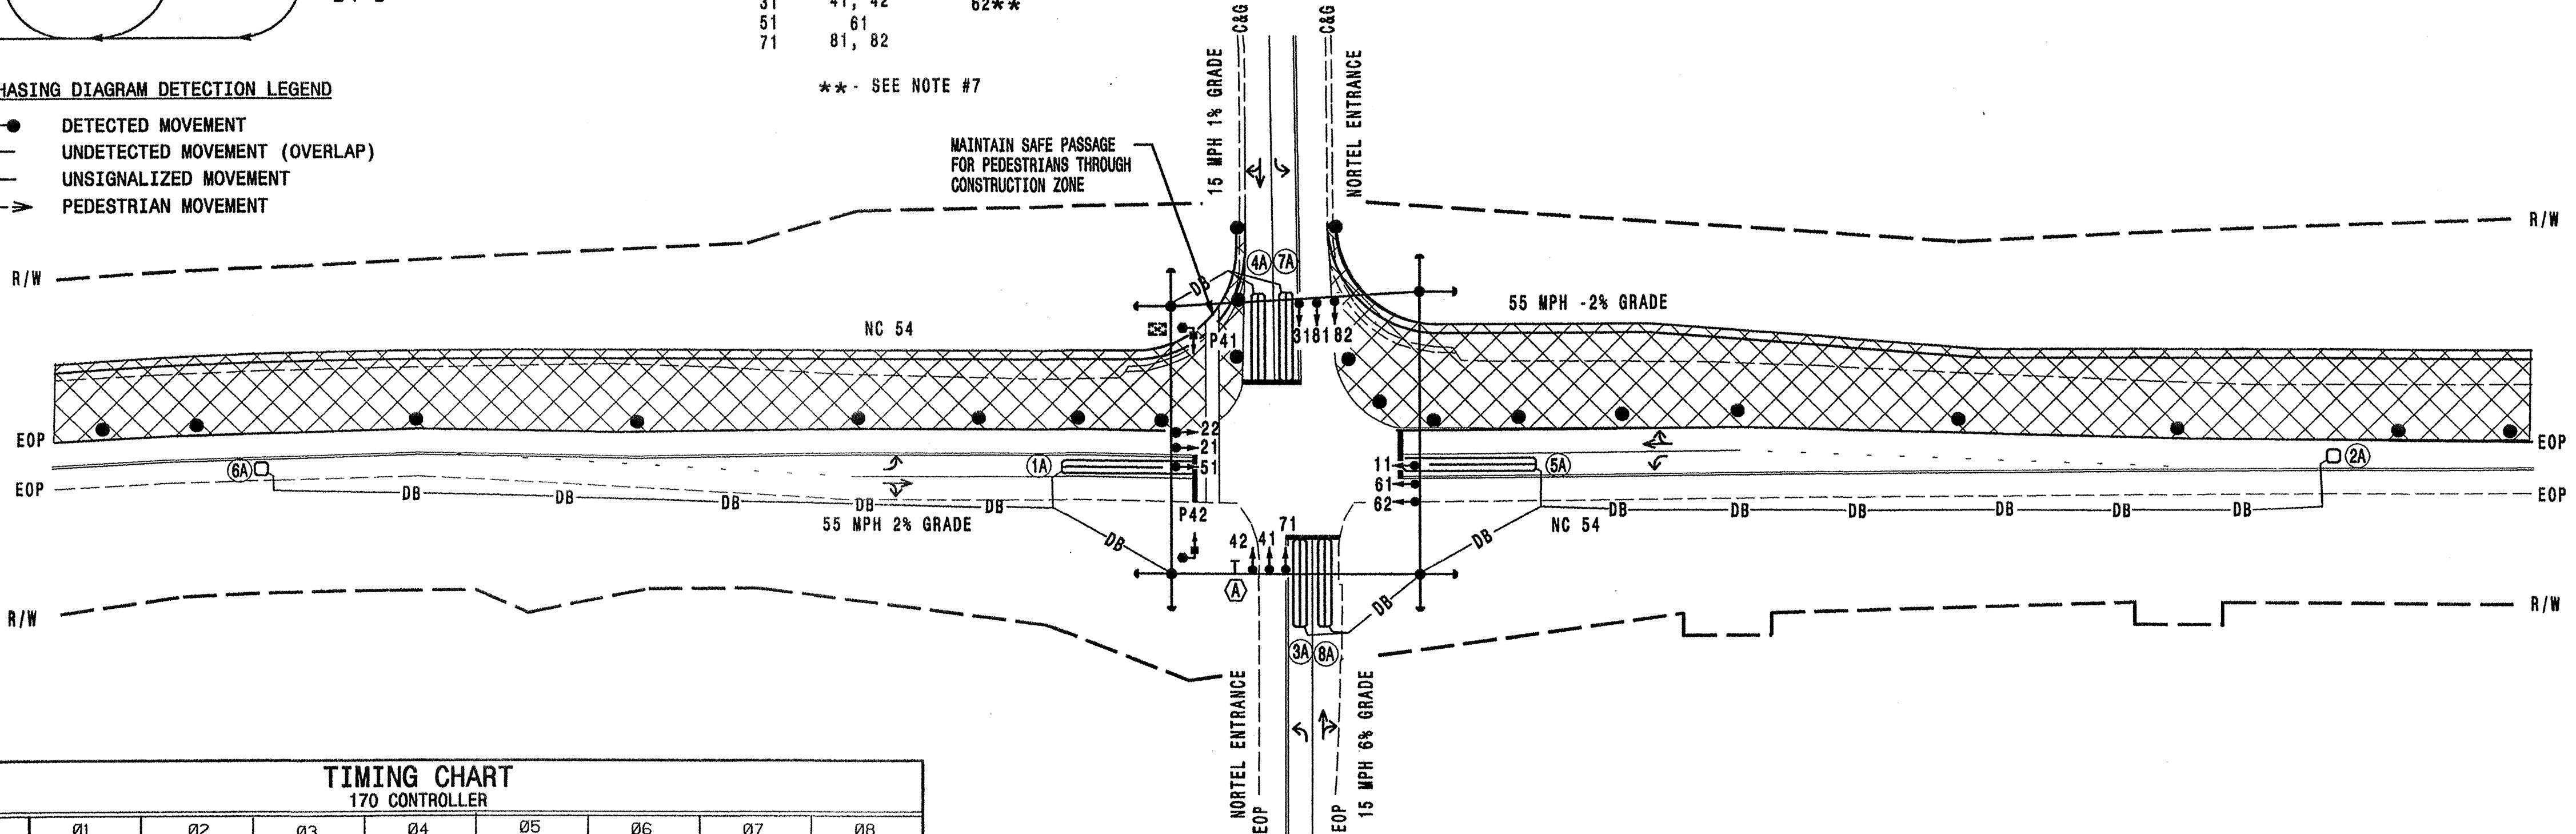 31 41, 42 62**
51 61
71 81, 82
**- SEE NOTE #7
HASING DIAGRAM DETECTION LEGEND
DETECTED MOVEMENT
UNDETECTED MOVEMENT (OVERLAP)
UNSIGNALIZED MOVEMENT
PEDESTRIAN MOVEMENT
MAINTAIN SAFE PASSAGE
FOR PEDESTRIANS THROUGH
CONSTRUCTION ZONE
C&G
C&G
15 MPH 1% GRADE
NORTEL ENTRANCE
R/W
R/W
4A
7A
DB
55 MPH -2% GRADE
NC 54
P41
31
81
82
EOP
EOP
22
21
51
6A
1A
11
61
62
5A
2A
EOP
EOP
DB
DB
DB
DB
DB
55 MPH 2% GRADE
P42
DB
42
41
71
T
A
DB
NC 54
DB
DB
DB
DB
DB
DB
DB
R/W
R/W
3A
8A
NORTEL ENTRANCE
15 MPH 6% GRADE
EOP
EOP
TIMING CHART
170 CONTROLLER
Ø1 Ø2 Ø3 Ø4 Ø5 Ø6 Ø7 Ø8